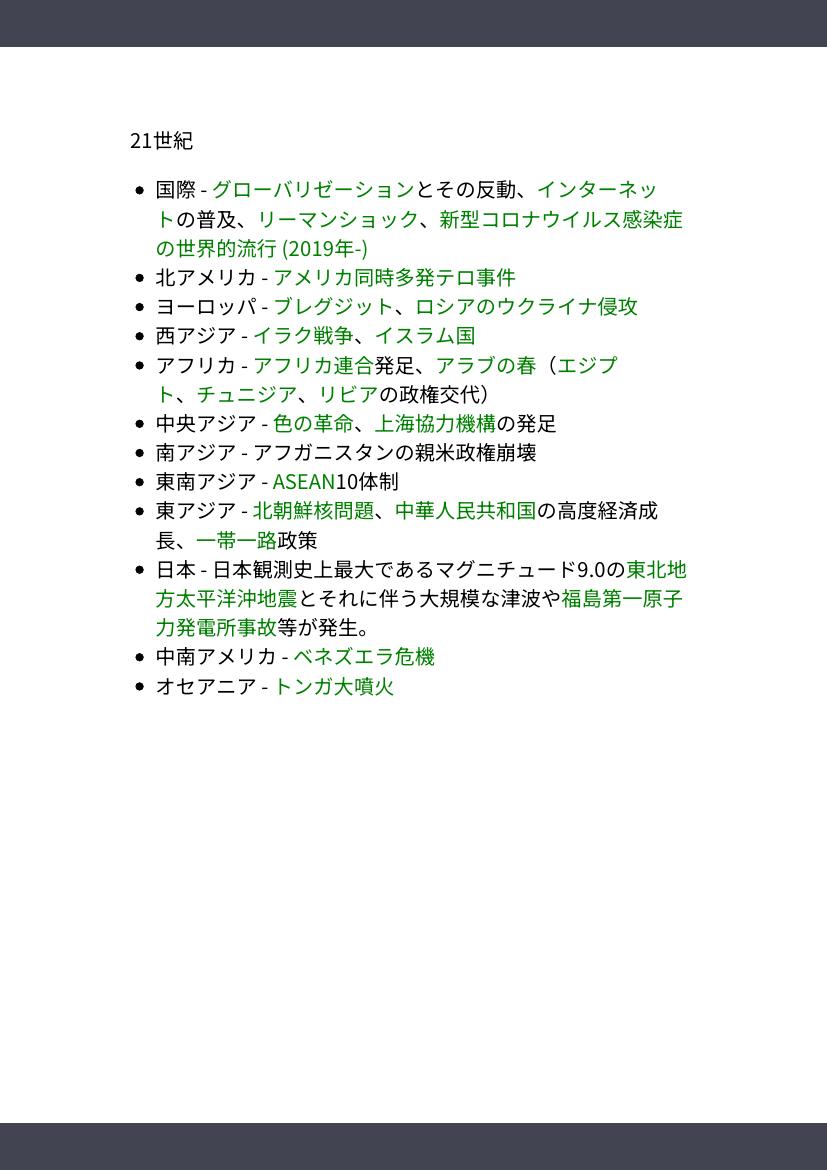 21世紀
国際 - グローバリゼーションとその反動、インターネッ
トの普及、リーマンショック、新型コロナウイルス感染症
の世界的流行 (2019年-)
北アメリカ - アメリカ同時多発テロ事件
ヨーロッパ - ブレグジット、ロシアのウクライナ侵攻
西アジア - イラク戦争、イスラム国
アフリカ - アフリカ連合発足、アラブの春（エジプ
ト、チュニジア、リビアの政権交代）
中央アジア - 色の革命、上海協力機構の発足
南アジア - アフガニスタンの親米政権崩壊
東南アジア - ASEAN10体制
東アジア - 北朝鮮核問題、中華人民共和国の高度経済成
長、一帯一路政策
日本 - 日本観測史上最大であるマグニチュード9.0の東北地
方太平洋沖地震とそれに伴う大規模な津波や福島第一原子
力発電所事故等が発生。
中南アメリカ - ベネズエラ危機
オセアニア - トンガ大噴火